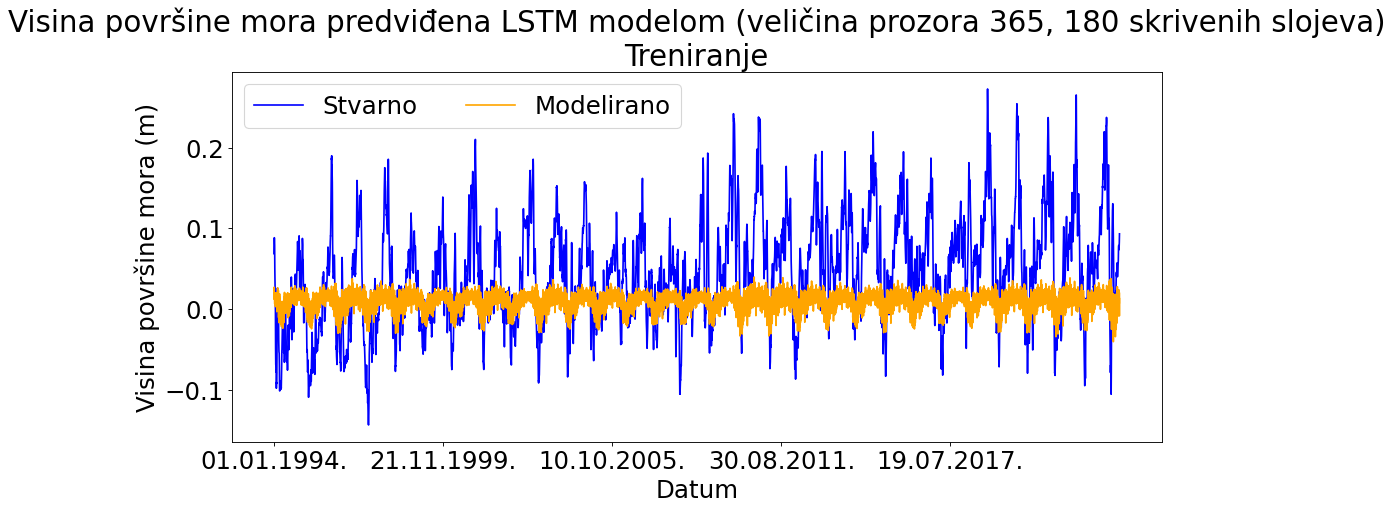 Visina površine mora predviđena LSTM modelom (veličina prozora 365, 180 skrivenih slojeva)
Treniranje
Stvarno Modelirano
Visina površine mora (m)
0.2
0.1
0.0
−0.1
01.01.1994. 21.11.1999. 10.10.2005. 30.08.2011. 19.07.2017.
Datum